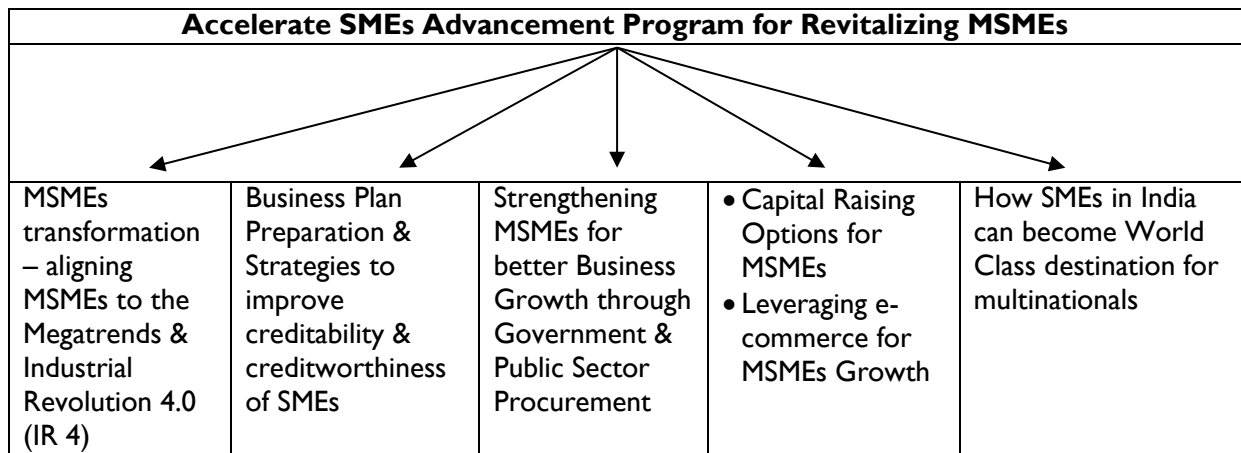 Accelerate SMEs Advancement Program for Revitalizing MSMEs
MSMEs
transformation
– aligning
MSMEs to the
Megatrends &
Industrial
Revolution 4.0
(IR 4)
Business Plan
Preparation &
Strategies to
improve
creditability &
creditworthiness
of SMEs
Strengthening
MSMEs for
better Business
Growth through
Government &
Public Sector
Procurement
• Capital Raising
Options for
MSMEs
• Leveraging e-
commerce for
MSMEs Growth
How SMEs in India
can become World
Class destination for
multinationals